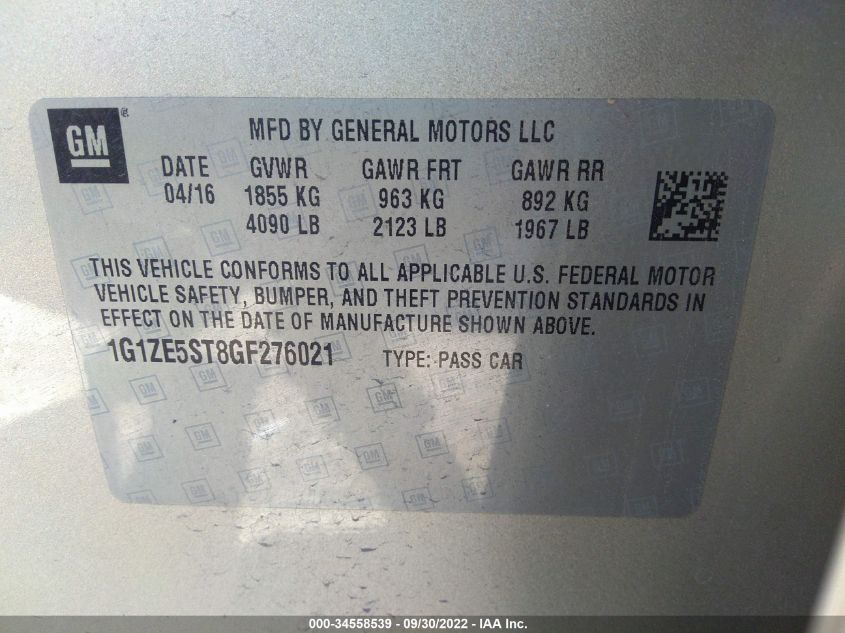 GM
MFD BY GENERAL MOTORS LLC
DATE GVWR GAWR FRT GAWR RR
04/16 1855 KG 963 KG 892 KG
4090 LB 2123 LB 1967 LB
THIS VEHICLE CONFORMS TO ALL APPLICABLE U.S. FEDERAL MOTOR
VEHICLE SAFETY, BUMPER, AND THEFT PREVENTION STANDARDS IN
EFFECT ON THE DATE OF MANUFACTURE SHOWN ABOVE.
1G1ZE5ST8GF276021 TYPE: PASS CAR
000-34558539 - 09/30/2022 - IAA Inc.